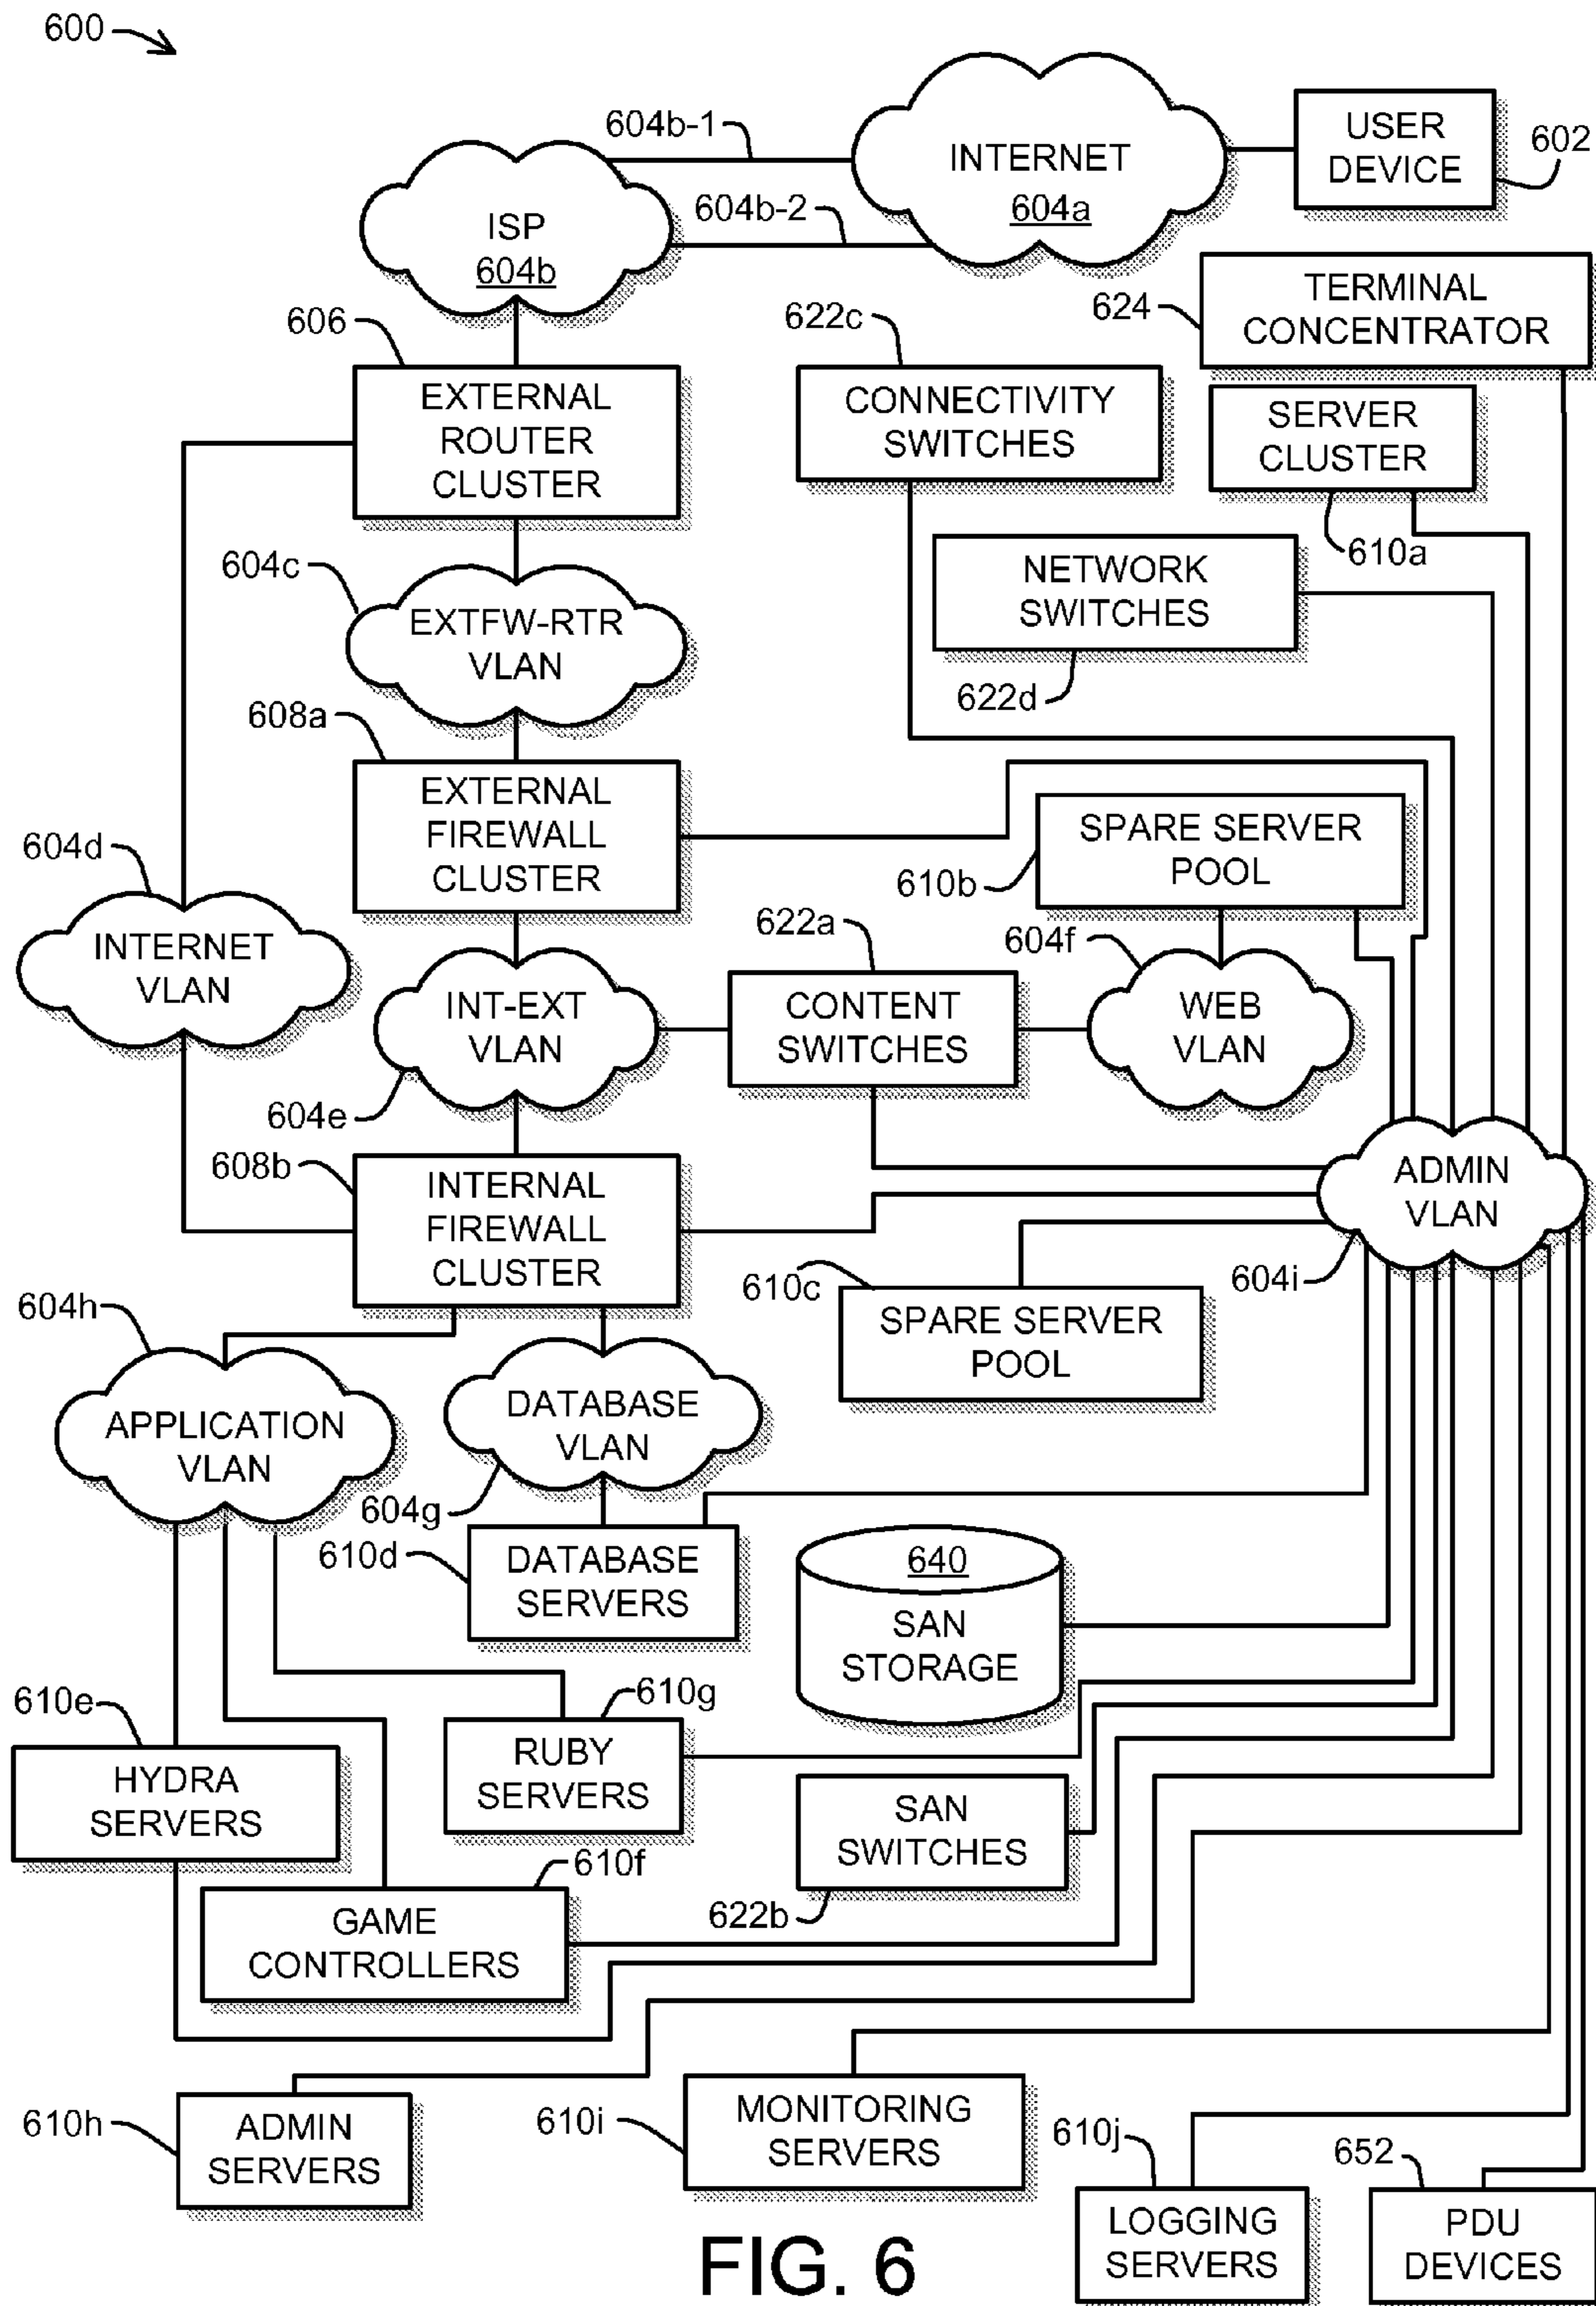 600
604b-1
INTERNET
604a
USER
DEVICE
602
ISP
604b
604b-2
606
622c
624
TERMINAL
CONCENTRATOR
EXTERNAL
ROUTER
CLUSTER
CONNECTIVITY
SWITCHES
SERVER
CLUSTER
610a
604c
EXTFW-RTR
VLAN
NETWORK
SWITCHES
622d
608a
EXTERNAL
FIREWALL
CLUSTER
SPARE SERVER
POOL
610b
604d
INTERNET
VLAN
622a
604f
INT-EXT
VLAN
CONTENT
SWITCHES
WEB
VLAN
604e
608b
INTERNAL
FIREWALL
CLUSTER
ADMIN
VLAN
604i
610c
SPARE SERVER
POOL
604h
APPLICATION
VLAN
DATABASE
VLAN
604g
610d
DATABASE
SERVERS
640
SAN
STORAGE
610e
HYDRA
SERVERS
610g
RUBY
SERVERS
SAN
SWITCHES
622b
610f
GAME
CONTROLLERS
610h
ADMIN
SERVERS
610i
MONITORING
SERVERS
610j
LOGGING
SERVERS
652
PDU
DEVICES
FIG. 6